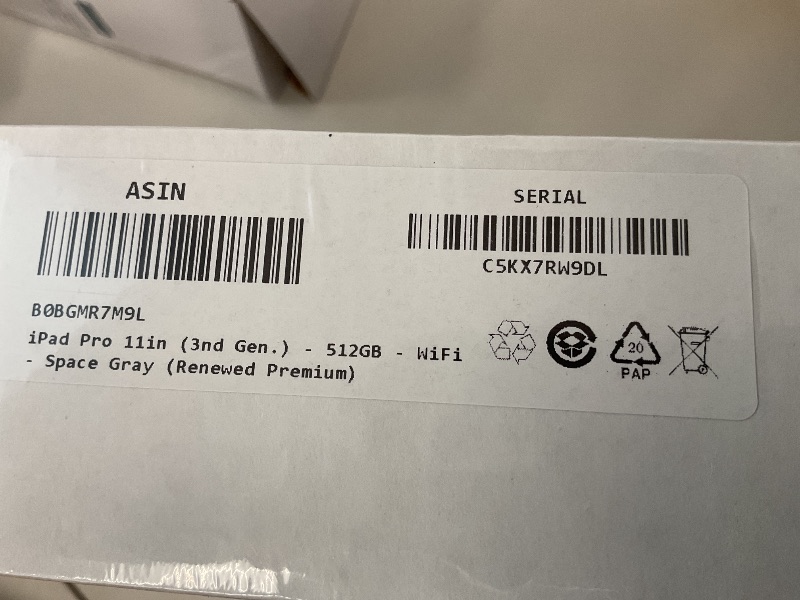 ASIN
SERIAL
C5KX7RW9DL
B0BGMR7M9L
iPad Pro 11in (3nd Gen.) - 512GB - WiFi
- Space Gray (Renewed Premium)
20
PAP